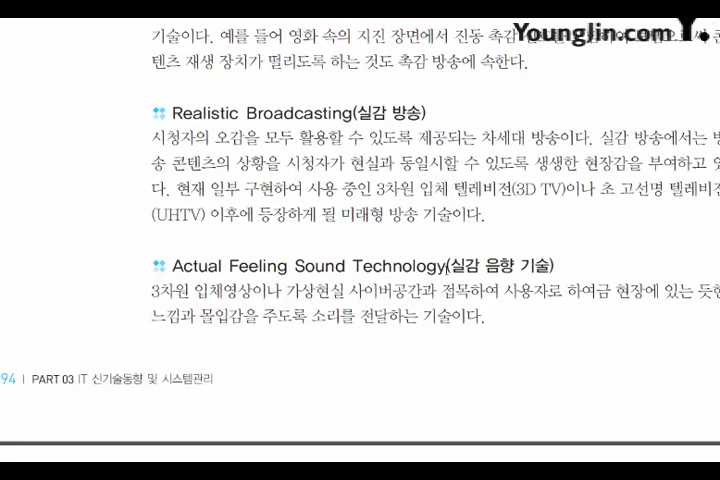 Younglin.com Y.
기술이다. 예를 들어 영화 속의 지진 장면에서 진동 촉감
텐츠 재생 장치가 떨리도록 하는 것도 촉감 방송에 속한다.
Realistic Broadcasting(실감 방송)
시청자의 오감을 모두 활용할 수 있도록 제공되는 차세대 방송이다. 실감 방송에서는 방
송 콘텐츠의 상황을 시청자가 현실과 동일시할 수 있도록 생생한 현장감을 부여하고 있
다. 현재 일부 구현하여 사용 중인 3차원 입체 텔레비전(3D TV)이나 초 고선명 텔레비전
(UHTV) 이후에 등장하게 될 미래형 방송 기술이다.
Actual Feeling Sound Technology(실감 음향 기술)
3차원 입체영상이나 가상현실 사이버공간과 접목하여 사용자로 하여금 현장에 있는 듯한
느낌과 몰입감을 주도록 소리를 전달하는 기술이다.
94 | PART 03 IT 신기술동향 및 시스템관리